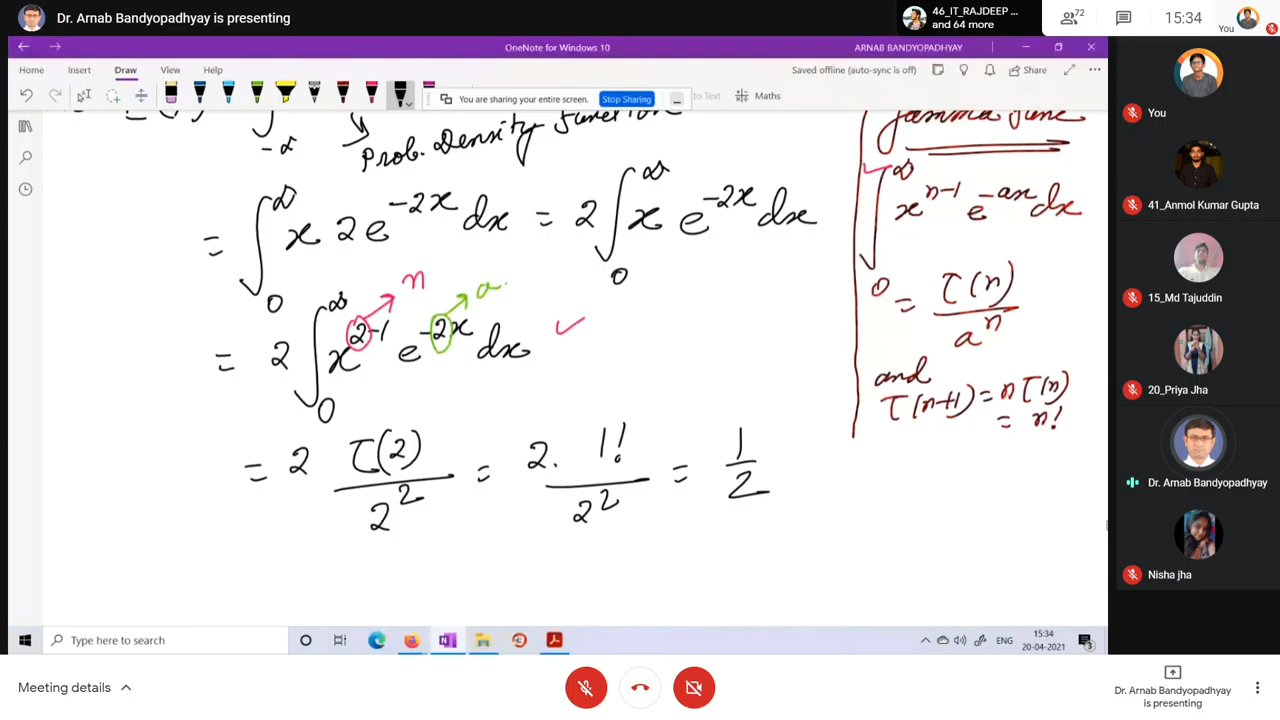 Dr. Arnab Bandyopadhyay is presenting
46_IT_RAJDEEP ...
and 64 more
72
15:34
You
OneNote for Windows 10
ARNAB BANDYOPADHYAY
Home Insert Draw View Help
Saved offline (auto-sync is off)
Share
You are sharing your entire screen. Stop Sharing
to Text
Maths
Prob. Density function
= ∫₀^∞ x 2e^{-2x} dx = 2 ∫₀^∞ x e^{-2x} dx
n a.
= 2 ∫₀^∞ x^{2-1} e^{-2x} dx ✓
= 2 Γ(2)/2² = 2. 1!/2² = 1/2
Gamma func
✓ ∫₀^∞ x^{n-1} e^{-ax} dx
= Γ(n)/a^n
and
Γ(n+1) = n Γ(n)
= n!
You
41_Anmol Kumar Gupta
15_Md Tajuddin
20_Priya Jha
Dr. Arnab Bandyopadhyay
Nisha jha
Type here to search
ENG
15:34
20-04-2021
3
Meeting details
Dr. Arnab Bandyopadhyay
is presenting